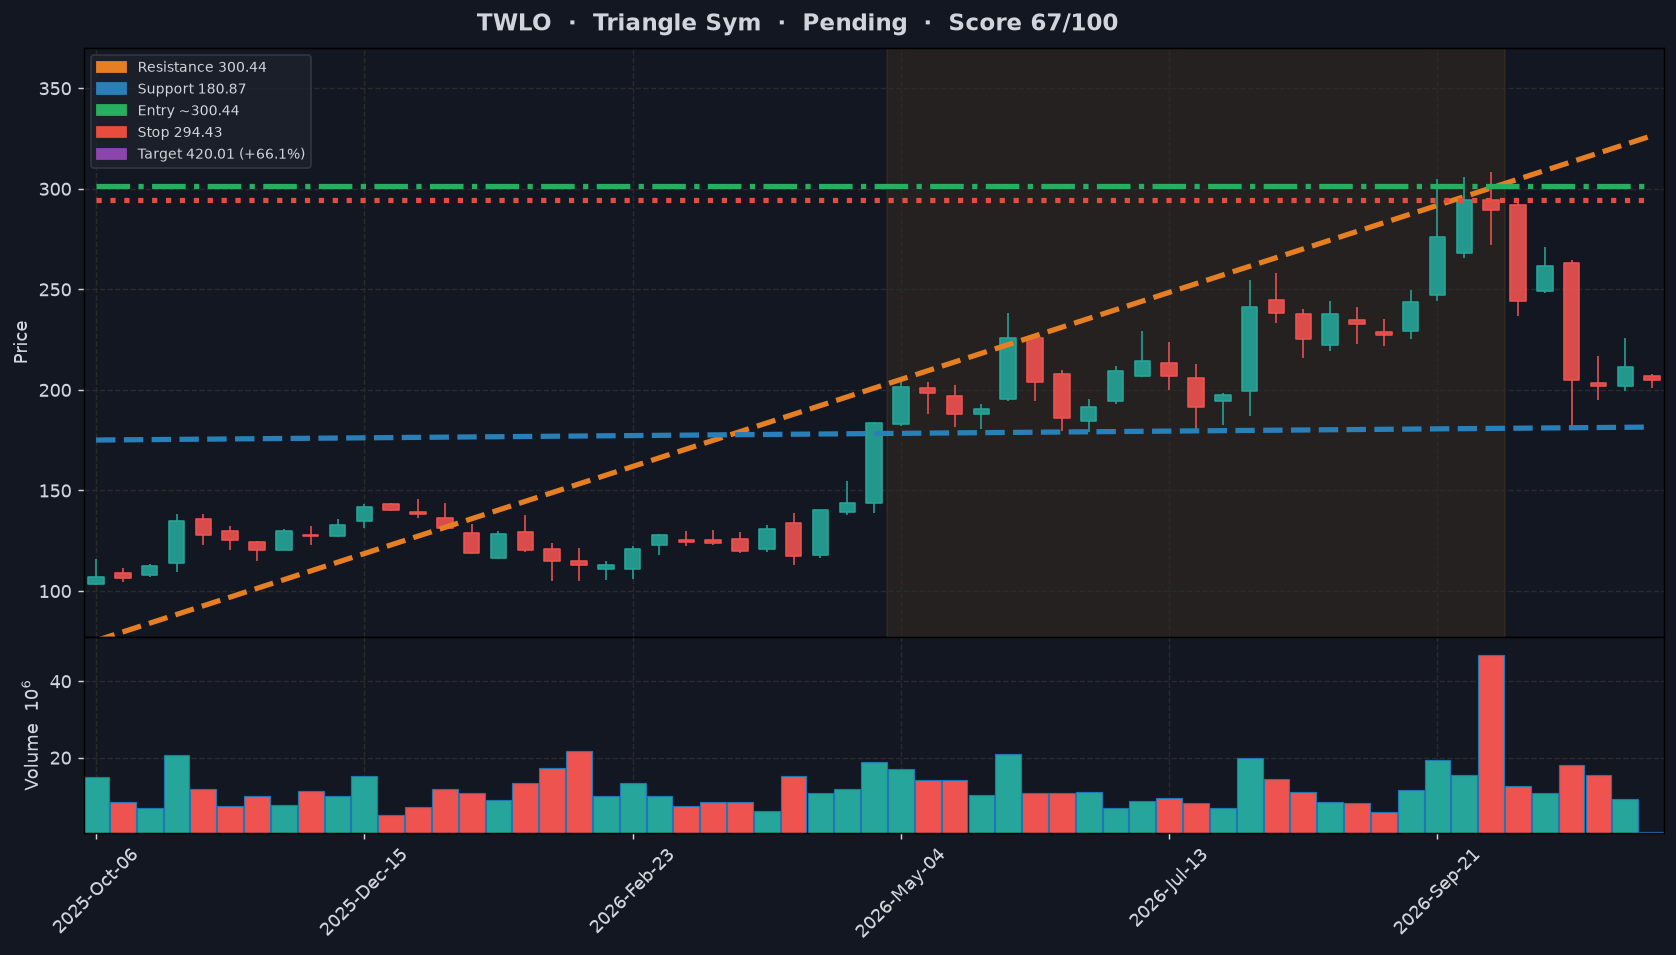 TWLO · Triangle Sym · Pending · Score 67/100
Resistance 300.44
Support 180.87
Entry ~300.44
Stop 294.43
Target 420.01 (+66.1%)
350
300
250
200
150
100
Price
40
20
Volume 10⁶
2025-Oct-06
2025-Dec-15
2026-Feb-23
2026-May-04
2026-Jul-13
2026-Sep-21